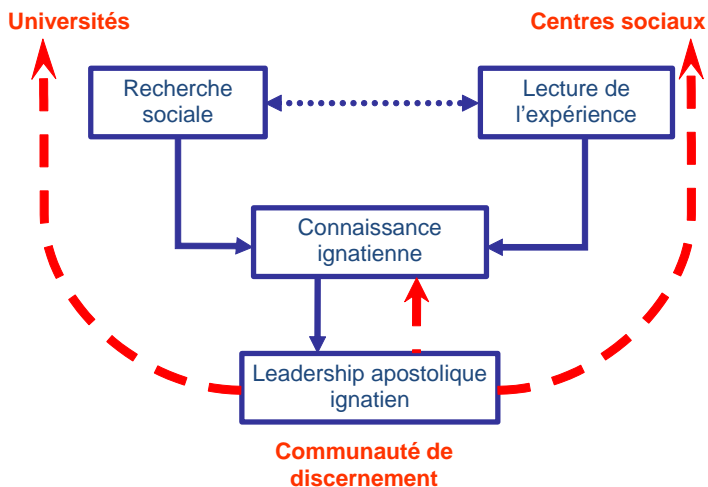 Universités
Centres sociaux
Recherche
sociale
Lecture de
l'expérience
Connaissance
ignatienne
Leadership apostolique
ignatien
Communauté de
discernement